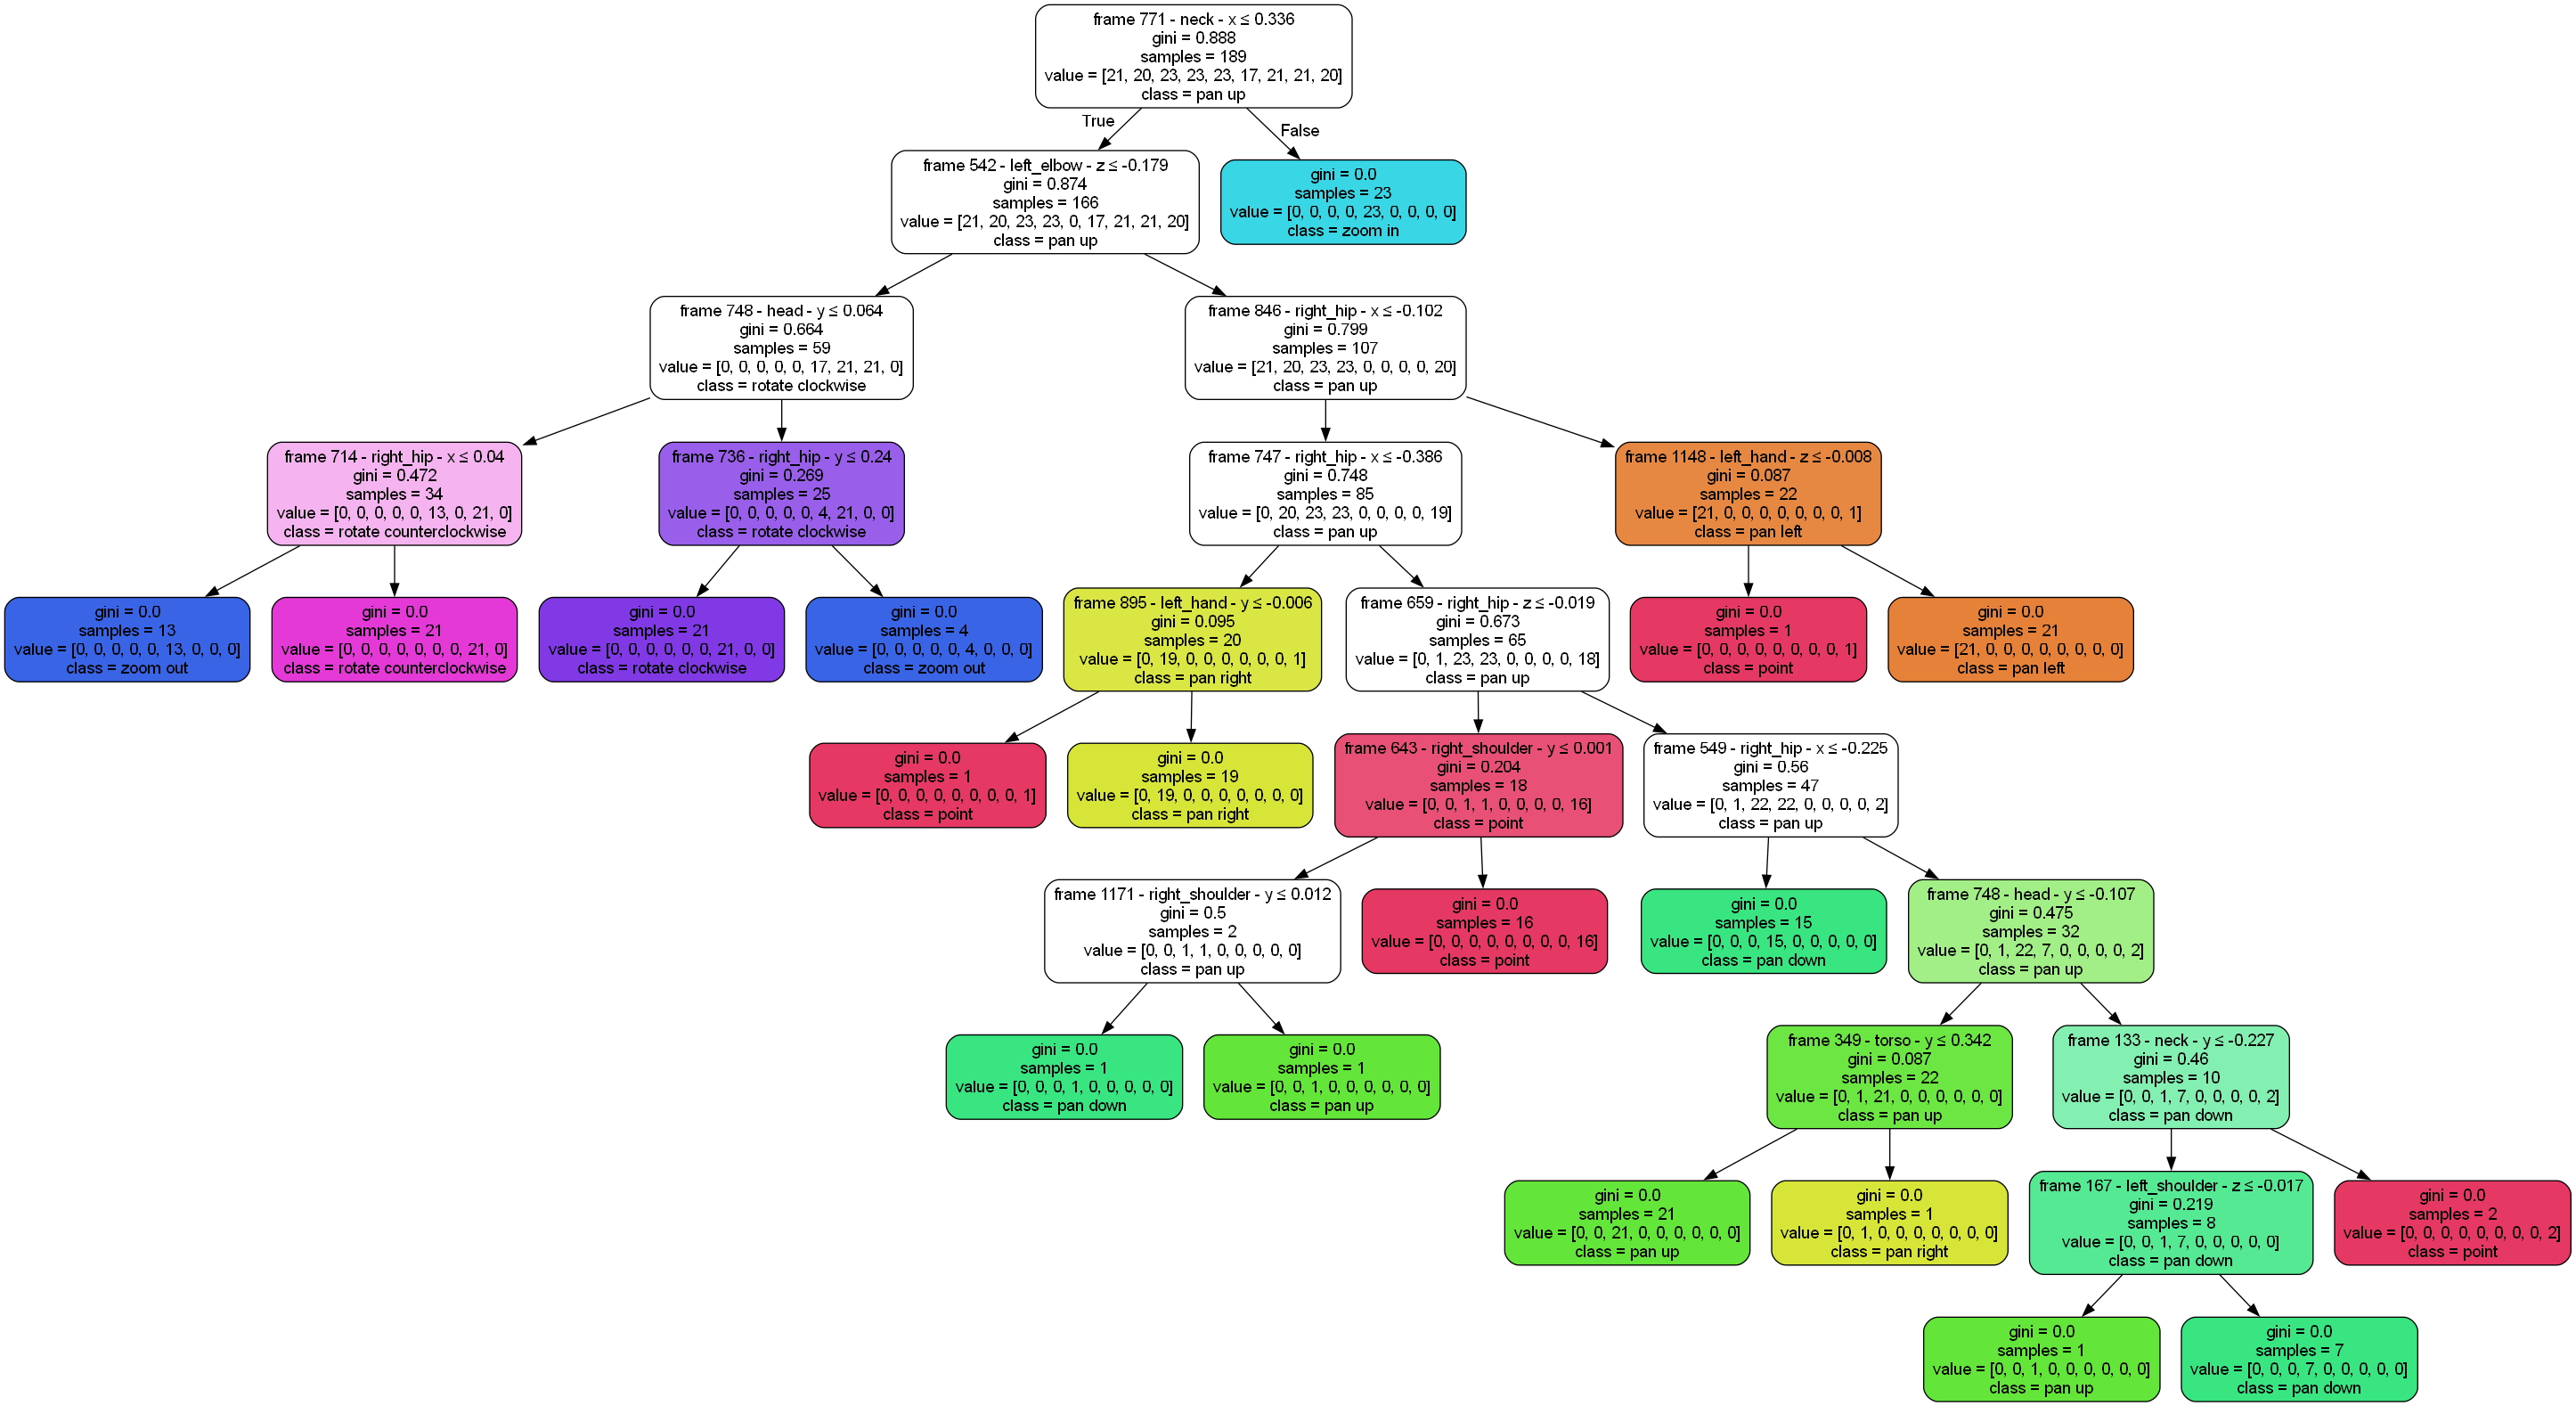 frame 771 - neck - x ≤ 0.336
gini = 0.888
samples = 189
value = [21, 20, 23, 23, 23, 17, 21, 21, 20]
class = pan up
True
False
frame 542 - left_elbow - z ≤ -0.179
gini = 0.874
samples = 166
value = [21, 20, 23, 23, 0, 17, 21, 21, 20]
class = pan up
gini = 0.0
samples = 23
value = [0, 0, 0, 0, 23, 0, 0, 0, 0]
class = zoom in
frame 748 - head - y ≤ 0.064
gini = 0.664
samples = 59
value = [0, 0, 0, 0, 0, 17, 21, 21, 0]
class = rotate clockwise
frame 846 - right_hip - x ≤ -0.102
gini = 0.799
samples = 107
value = [21, 20, 23, 23, 0, 0, 0, 0, 20]
class = pan up
frame 714 - right_hip - x ≤ 0.04
gini = 0.472
samples = 34
value = [0, 0, 0, 0, 0, 13, 0, 21, 0]
class = rotate counterclockwise
frame 736 - right_hip - y ≤ 0.24
gini = 0.269
samples = 25
value = [0, 0, 0, 0, 0, 4, 21, 0, 0]
class = rotate clockwise
frame 747 - right_hip - x ≤ -0.386
gini = 0.748
samples = 85
value = [0, 20, 23, 23, 0, 0, 0, 0, 19]
class = pan up
frame 1148 - left_hand - z ≤ -0.008
gini = 0.087
samples = 22
value = [21, 0, 0, 0, 0, 0, 0, 0, 1]
class = pan left
gini = 0.0
samples = 13
value = [0, 0, 0, 0, 0, 13, 0, 0, 0]
class = zoom out
gini = 0.0
samples = 21
value = [0, 0, 0, 0, 0, 0, 0, 21, 0]
class = rotate counterclockwise
gini = 0.0
samples = 21
value = [0, 0, 0, 0, 0, 0, 21, 0, 0]
class = rotate clockwise
gini = 0.0
samples = 4
value = [0, 0, 0, 0, 0, 4, 0, 0, 0]
class = zoom out
frame 895 - left_hand - y ≤ -0.006
gini = 0.095
samples = 20
value = [0, 19, 0, 0, 0, 0, 0, 0, 1]
class = pan right
frame 659 - right_hip - z ≤ -0.019
gini = 0.673
samples = 65
value = [0, 1, 23, 23, 0, 0, 0, 0, 18]
class = pan up
gini = 0.0
samples = 1
value = [0, 0, 0, 0, 0, 0, 0, 0, 1]
class = point
gini = 0.0
samples = 21
value = [21, 0, 0, 0, 0, 0, 0, 0, 0]
class = pan left
gini = 0.0
samples = 1
value = [0, 0, 0, 0, 0, 0, 0, 0, 1]
class = point
gini = 0.0
samples = 19
value = [0, 19, 0, 0, 0, 0, 0, 0, 0]
class = pan right
frame 643 - right_shoulder - y ≤ 0.001
gini = 0.204
samples = 18
value = [0, 0, 1, 1, 0, 0, 0, 0, 16]
class = point
frame 549 - right_hip - x ≤ -0.225
gini = 0.56
samples = 47
value = [0, 1, 22, 22, 0, 0, 0, 0, 2]
class = pan up
frame 1171 - right_shoulder - y ≤ 0.012
gini = 0.5
samples = 2
value = [0, 0, 1, 1, 0, 0, 0, 0, 0]
class = pan up
gini = 0.0
samples = 16
value = [0, 0, 0, 0, 0, 0, 0, 0, 16]
class = point
gini = 0.0
samples = 15
value = [0, 0, 0, 15, 0, 0, 0, 0, 0]
class = pan down
frame 748 - head - y ≤ -0.107
gini = 0.475
samples = 32
value = [0, 1, 22, 7, 0, 0, 0, 0, 2]
class = pan up
gini = 0.0
samples = 1
value = [0, 0, 0, 1, 0, 0, 0, 0, 0]
class = pan down
gini = 0.0
samples = 1
value = [0, 0, 1, 0, 0, 0, 0, 0, 0]
class = pan up
frame 349 - torso - y ≤ 0.342
gini = 0.087
samples = 22
value = [0, 1, 21, 0, 0, 0, 0, 0, 0]
class = pan up
frame 133 - neck - y ≤ -0.227
gini = 0.46
samples = 10
value = [0, 0, 1, 7, 0, 0, 0, 0, 2]
class = pan down
gini = 0.0
samples = 21
value = [0, 0, 21, 0, 0, 0, 0, 0, 0]
class = pan up
gini = 0.0
samples = 1
value = [0, 1, 0, 0, 0, 0, 0, 0, 0]
class = pan right
frame 167 - left_shoulder - z ≤ -0.017
gini = 0.219
samples = 8
value = [0, 0, 1, 7, 0, 0, 0, 0, 0]
class = pan down
gini = 0.0
samples = 2
value = [0, 0, 0, 0, 0, 0, 0, 0, 2]
class = point
gini = 0.0
samples = 1
value = [0, 0, 1, 0, 0, 0, 0, 0, 0]
class = pan up
gini = 0.0
samples = 7
value = [0, 0, 0, 7, 0, 0, 0, 0, 0]
class = pan down